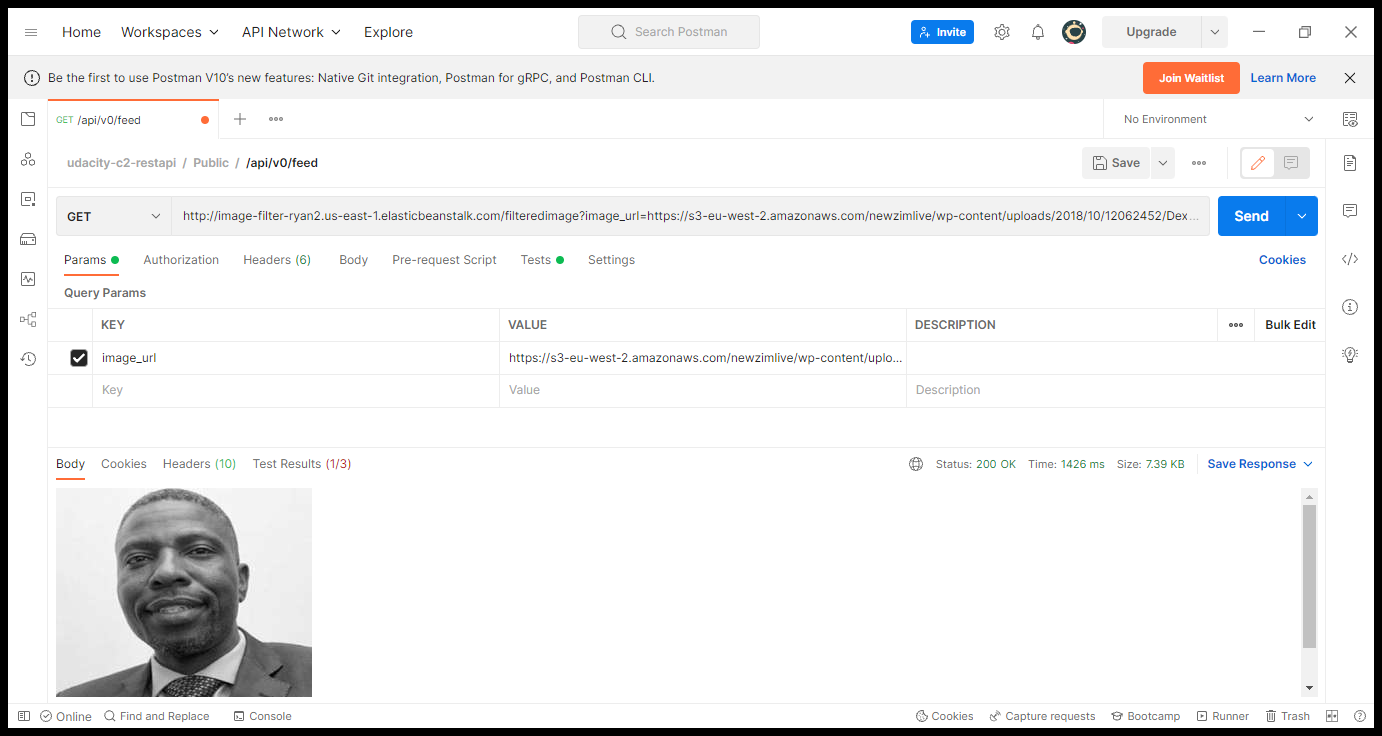 Home Workspaces API Network Explore Search Postman Invite Upgrade
Be the first to use Postman V10's new features: Native Git integration, Postman for gRPC, and Postman CLI. Join Waitlist Learn More
GET /api/v0/feed No Environment
udacity-c2-restapi / Public / /api/v0/feed Save
GET http://image-filter-ryan2.us-east-1.elasticbeanstalk.com/filteredimage?image_url=https://s3-eu-west-2.amazonaws.com/newzimlive/wp-content/uploads/2018/10/12062452/Dex... Send
Params Authorization Headers (6) Body Pre-request Script Tests Settings Cookies
Query Params
KEY VALUE DESCRIPTION Bulk Edit
image_url https://s3-eu-west-2.amazonaws.com/newzimlive/wp-content/uplo...
Key Value Description
Body Cookies Headers (10) Test Results (1/3) Status: 200 OK Time: 1426 ms Size: 7.39 KB Save Response
Online Find and Replace Console Cookies Capture requests Bootcamp Runner Trash